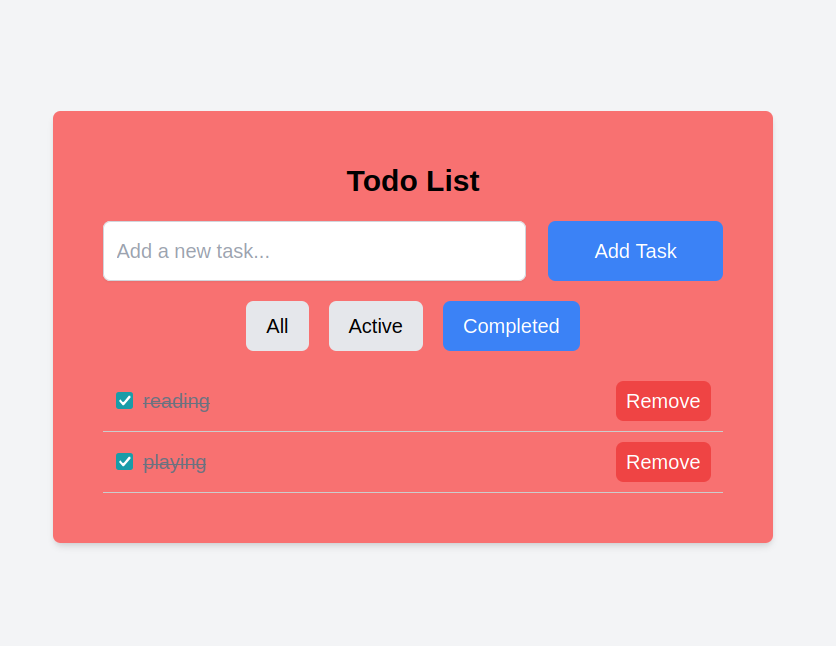 Todo List
Add a new task... Add Task
All Active Completed
reading Remove
playing Remove